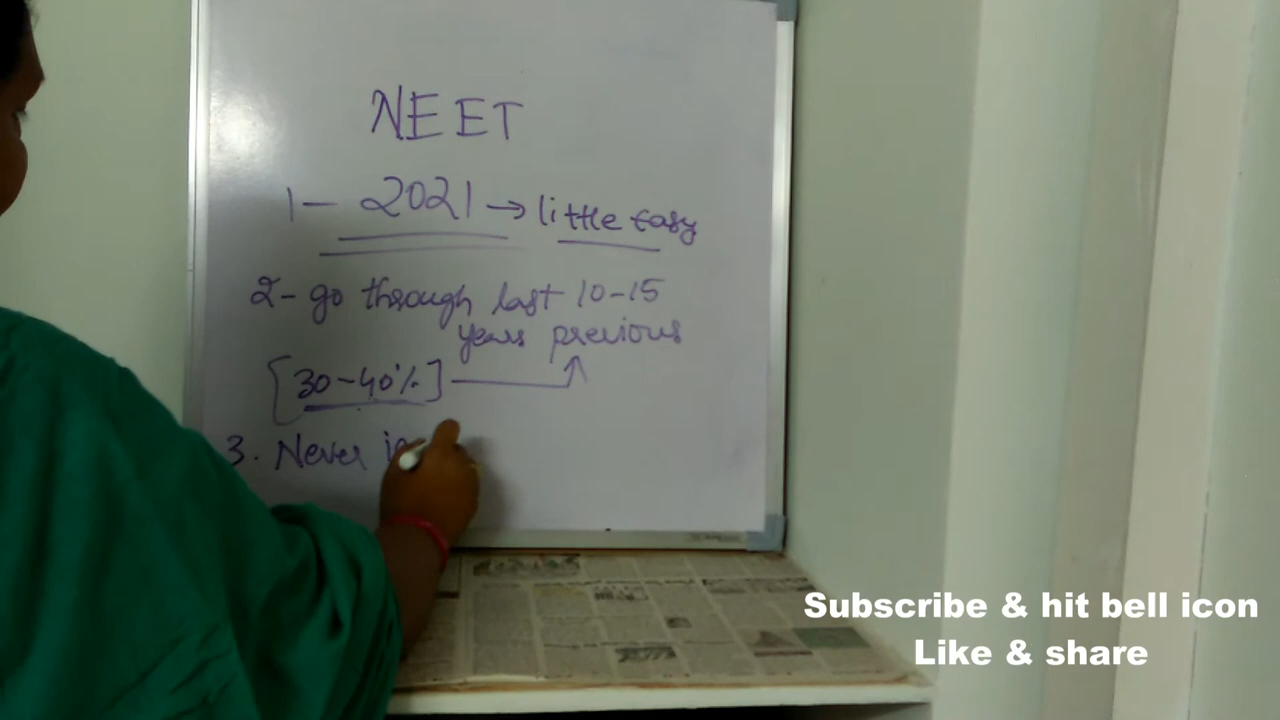 NEET
1- 2021 → little easy
2- go through last 10-15
years previous
[30-40%]
3. Never
Subscribe & hit bell icon
Like & share